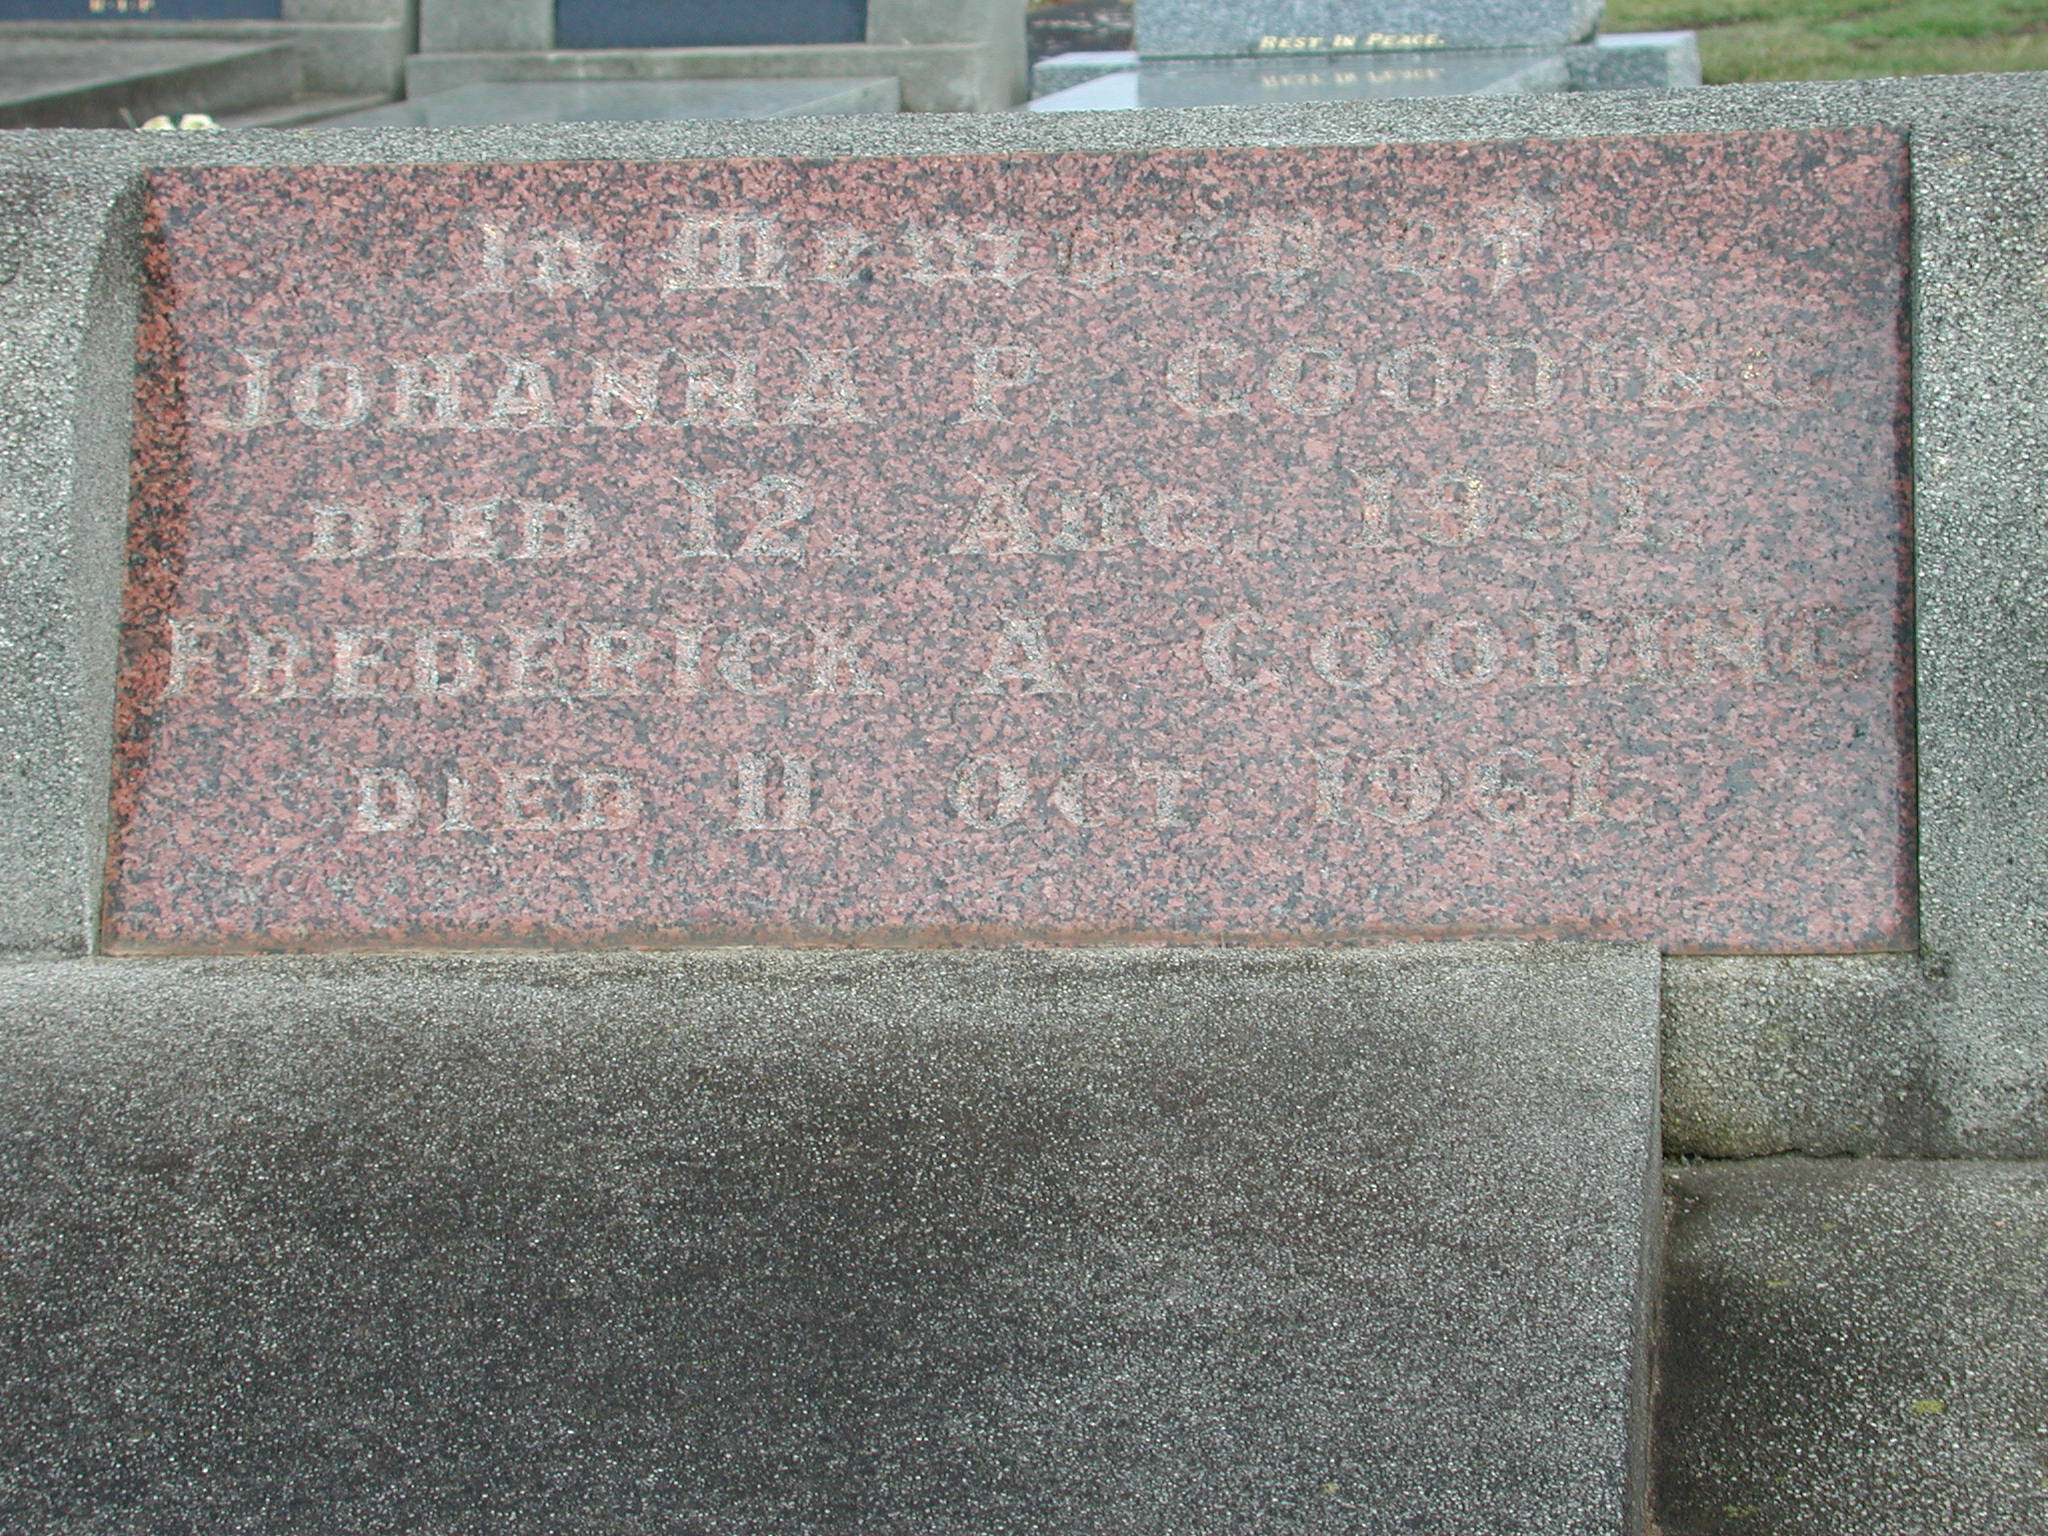 R·I·P
REST IN PEACE.
In Memory of
JOHANNA P. GOODING
DIED 12. AUG. 1951.
FREDERICK A. GOODING
DIED 11. OCT 1961.